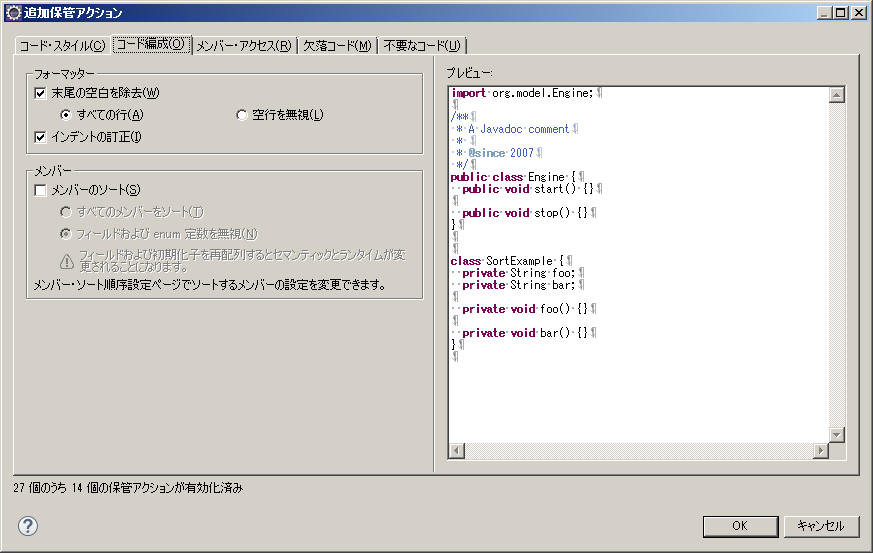 追加保管アクション
コード・スタイル(C) コード編成(O) メンバー・アクセス(R) 欠落コード(M) 不要なコード(U)
フォーマッター
末尾の空白を除去(W)
すべての行(A) 空行を無視(L)
インデントの訂正(I)
メンバー
メンバーのソート(S)
すべてのメンバーをソート(T)
フィールドおよび enum 定数を無視(N)
フィールドおよび初期化子を再配列するとセマンティックとランタイムが変
更されることになります。
メンバー・ソート順序設定ページでソートするメンバーの設定を変更できます。
プレビュー:
import·org.model.Engine;¶
¶
/**¶
·*·A·Javadoc·comment¶
·*·¶
·*·@since·2007¶
·*/¶
public·class·Engine·{¶
··public·void·start()·{}¶
¶
··public·void·stop()·{}¶
}¶
¶
¶
class·SortExample·{¶
··private·String·foo;¶
··private·String·bar;¶
¶
··private·void·foo()·{}¶
¶
··private·void·bar()·{}¶
}¶
¶
27 個のうち 14 個の保管アクションが有効化済み
?
OK キャンセル